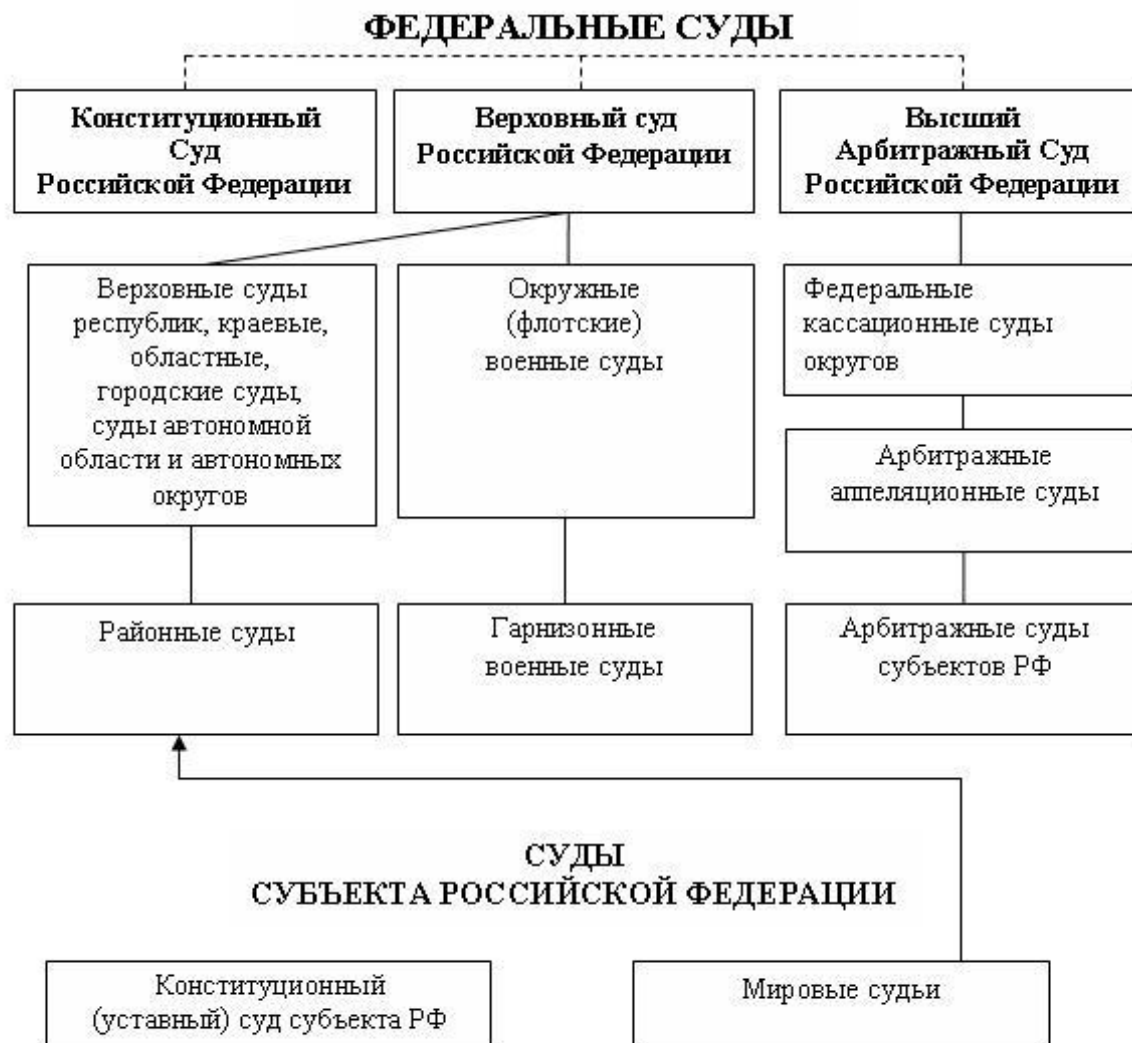 ФЕДЕРАЛЬНЫЕ СУДЫ
Конституционный
Суд
Российской Федерации
Верховный суд
Российской Федерации
Высший
Арбитражный Суд
Российской Федерации
Верховные суды
республик, краевые,
областные,
городские суды,
суды автономной
области и автономных
округов
Окружные
(флотские)
военные суды
Федеральные
кассационные суды
округов
Арбитражные
аппеляционные суды
Районные суды
Гарнизонные
военные суды
Арбитражные суды
субъектов РФ
СУДЫ
СУБЪЕКТА РОССИЙСКОЙ ФЕДЕРАЦИИ
Конституционный
(уставный) суд субъекта РФ
Мировые судьи